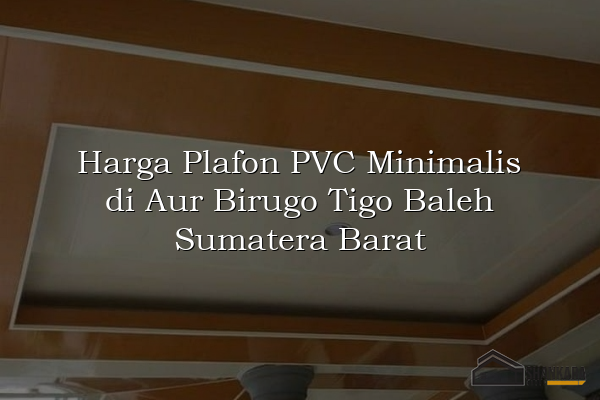 Harga Plafon PVC Minimalis
di Aur Birugo Tigo Baleh
Sumatera Barat